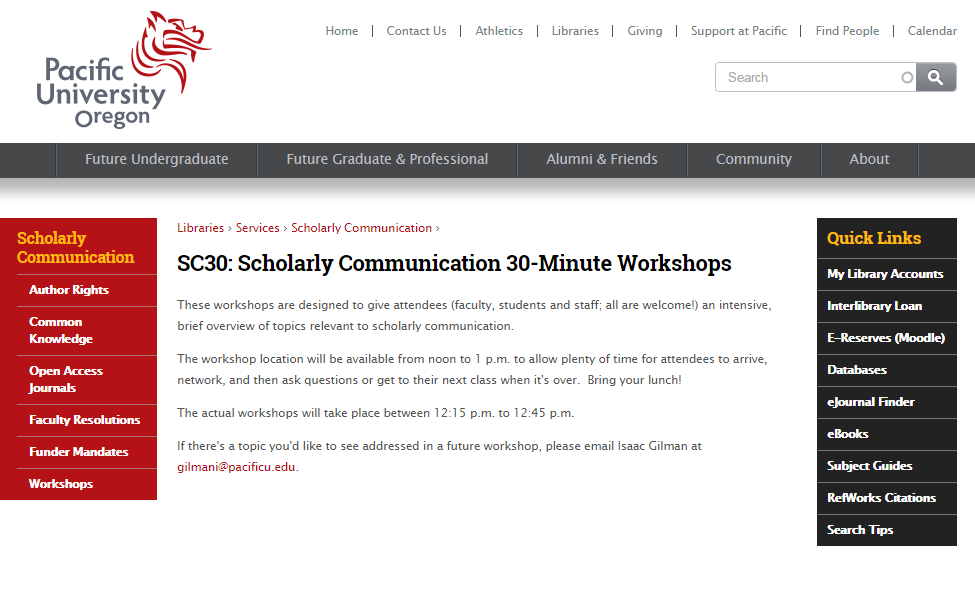 Pacific
University
Oregon
Home | Contact Us | Athletics | Libraries | Giving | Support at Pacific | Find People | Calendar
Search
Future Undergraduate
Future Graduate & Professional
Alumni & Friends
Community
About
Scholarly
Communication
Author Rights
Common
Knowledge
Open Access
Journals
Faculty Resolutions
Funder Mandates
Workshops
Libraries › Services › Scholarly Communication ›
SC30: Scholarly Communication 30-Minute Workshops
These workshops are designed to give attendees (faculty, students and staff; all are welcome!) an intensive,
brief overview of topics relevant to scholarly communication.
The workshop location will be available from noon to 1 p.m. to allow plenty of time for attendees to arrive,
network, and then ask questions or get to their next class when it's over.  Bring your lunch!
The actual workshops will take place between 12:15 p.m. to 12:45 p.m.
If there's a topic you'd like to see addressed in a future workshop, please email Isaac Gilman at
gilmani@pacificu.edu.
Quick Links
My Library Accounts
Interlibrary Loan
E-Reserves (Moodle)
Databases
eJournal Finder
eBooks
Subject Guides
RefWorks Citations
Search Tips